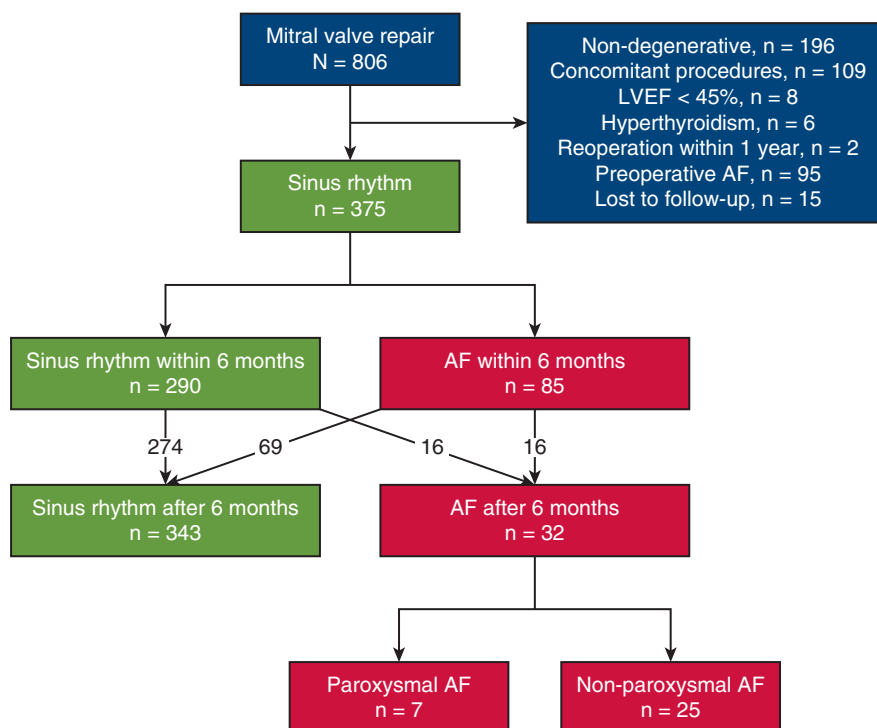 Mitral valve repair
N = 806
Non-degenerative, n = 196
Concomitant procedures, n = 109
LVEF < 45%, n = 8
Hyperthyroidism, n = 6
Reoperation within 1 year, n = 2
Preoperative AF, n = 95
Lost to follow-up, n = 15
Sinus rhythm
n = 375
Sinus rhythm within 6 months
n = 290
AF within 6 months
n = 85
274
69
16
16
Sinus rhythm after 6 months
n = 343
AF after 6 months
n = 32
Paroxysmal AF
n = 7
Non-paroxysmal AF
n = 25